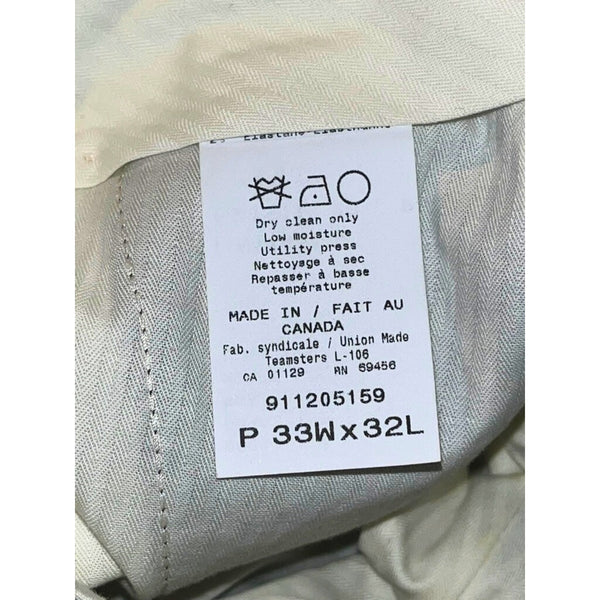 Dry clean only
Low moisture
Utility press
Nettoyage à sec
Repasser à basse
température
MADE IN / FAIT AU
CANADA
Fab. syndicale / Union Made
Teamsters L-106
CA 01129 RN 69456
911205159
P 33W x 32L